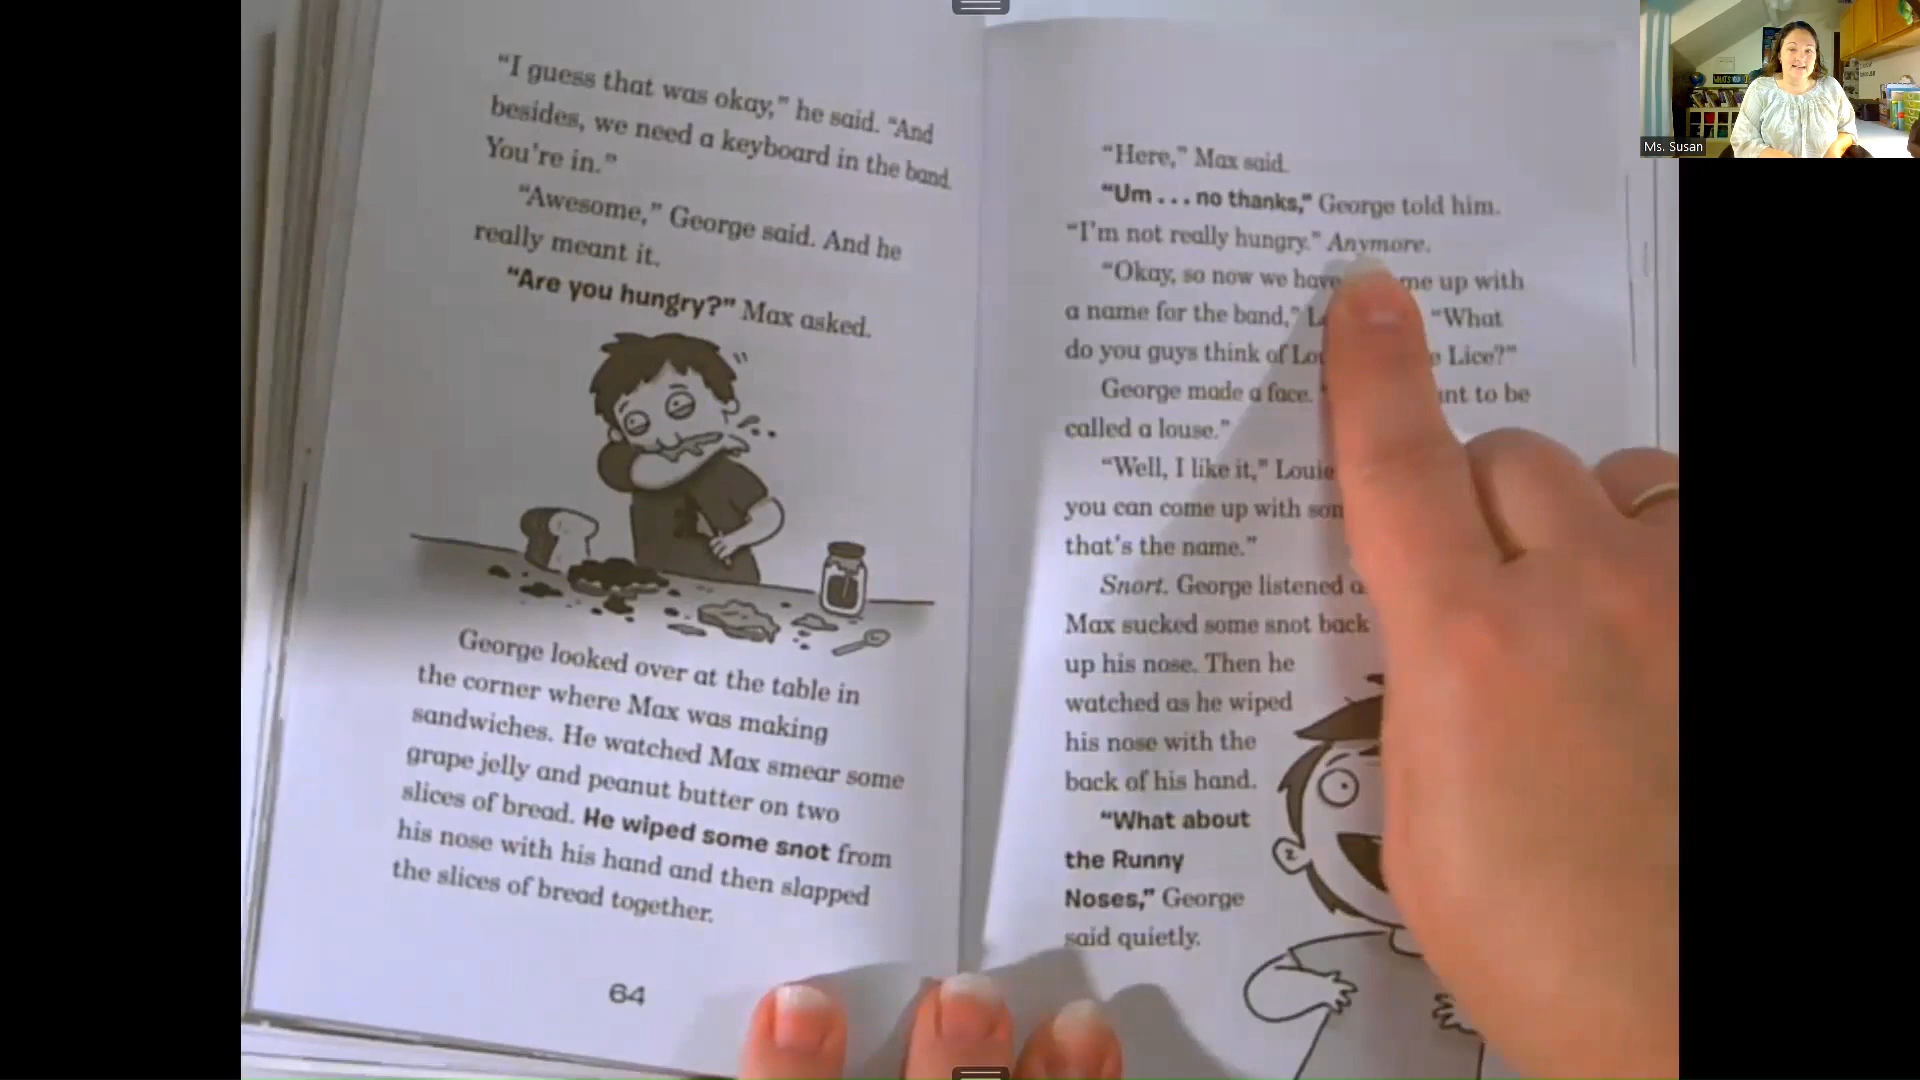 “I guess that was okay,” he said. “And
besides, we need a keyboard in the band.
You’re in.”
“Awesome,” George said. And he
really meant it.
“Are you hungry?” Max asked.
George looked over at the table in
the corner where Max was making
sandwiches. He watched Max smear some
grape jelly and peanut butter on two
slices of bread. He wiped some snot from
his nose with his hand and then slapped
the slices of bread together.
64
“Here,” Max said.
“Um . . . no thanks,” George told him.
“I’m not really hungry.” Anymore.
“Okay, so now we have up with
a name for the band,” “What
do you guys think of Lice?”
George made a face. to be
called a louse.”
“Well, I like it,” Louie
you can come up with
that’s the name.”
Snort. George listened
Max sucked some snot back
up his nose. Then he
watched as he wiped
his nose with the
back of his hand.
“What about
the Runny
Noses,” George
said quietly.
Ms. Susan